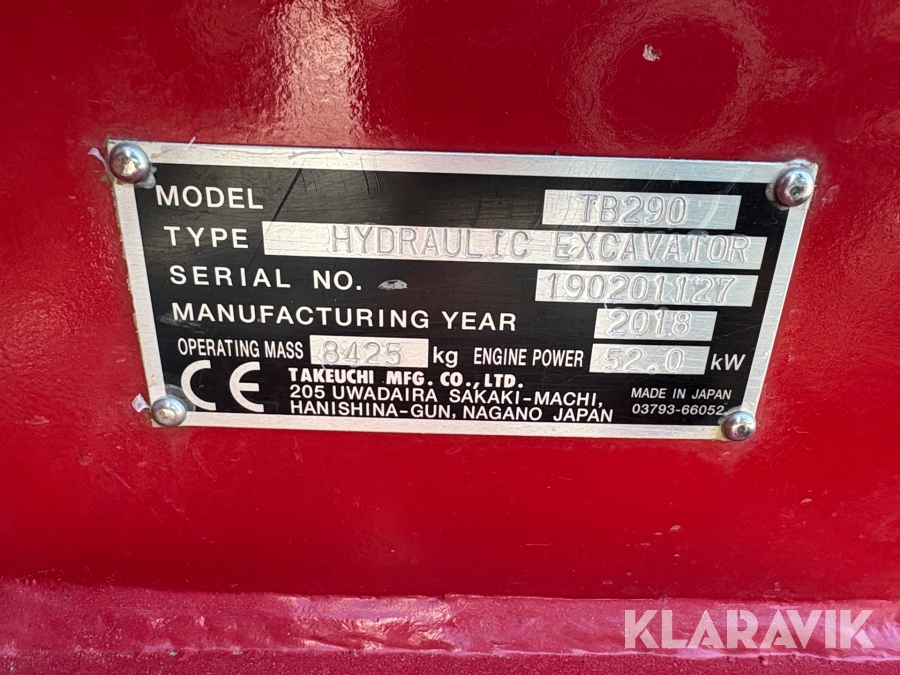 MODEL TB290
TYPE HYDRAULIC EXCAVATOR
SERIAL NO. 190201127
MANUFACTURING YEAR 2018
OPERATING MASS 8425 kg ENGINE POWER 52.0 kW
CE TAKEUCHI MFG. CO., LTD.
205 UWADAIRA SAKAKI-MACHI,
HANISHINA-GUN, NAGANO JAPAN
MADE IN JAPAN
03793-66052
KLARAVIK